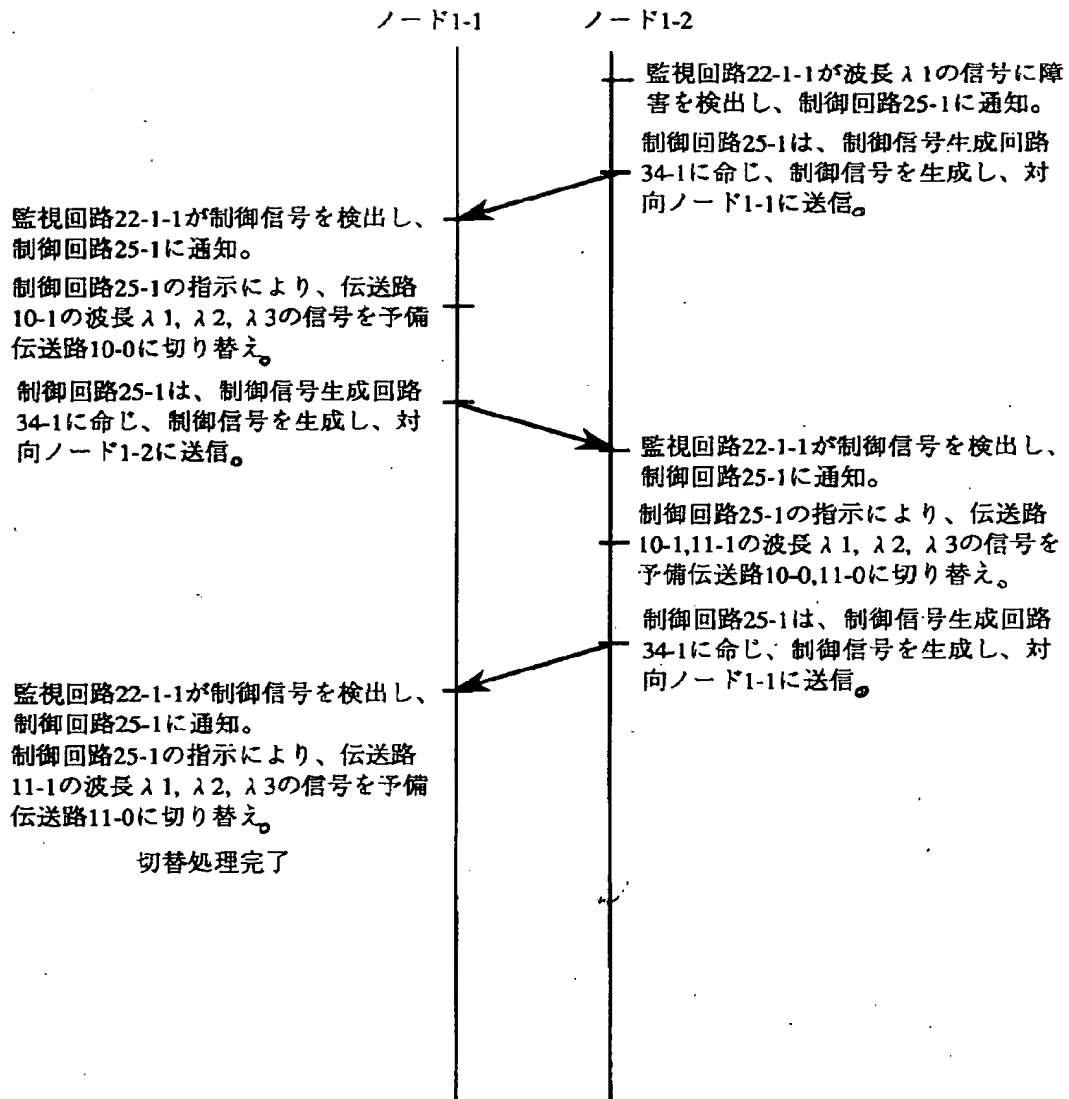 ノード1-1
ノード1-2
監視回路22-1-1が波長λ1の信号に障
害を検出し、制御回路25-1に通知。
制御回路25-1は、制御信号生成回路
34-1に命じ、制御信号を生成し、対
向ノード1-1に送信。
監視回路22-1-1が制御信号を検出し、
制御回路25-1に通知。
制御回路25-1の指示により、伝送路
10-1の波長λ1, λ2, λ3の信号を予備
伝送路10-0に切り替え。
制御回路25-1は、制御信号生成回路
34-1に命じ、制御信号を生成し、対
向ノード1-2に送信。
監視回路22-1-1が制御信号を検出し、
制御回路25-1に通知。
制御回路25-1の指示により、伝送路
10-1,11-1の波長λ1, λ2, λ3の信号を
予備伝送路10-0,11-0に切り替え。
制御回路25-1は、制御信号生成回路
34-1に命じ、制御信号を生成し、対
向ノード1-1に送信。
監視回路22-1-1が制御信号を検出し、
制御回路25-1に通知。
制御回路25-1の指示により、伝送路
11-1の波長λ1, λ2, λ3の信号を予備
伝送路11-0に切り替え。
切替処理完了